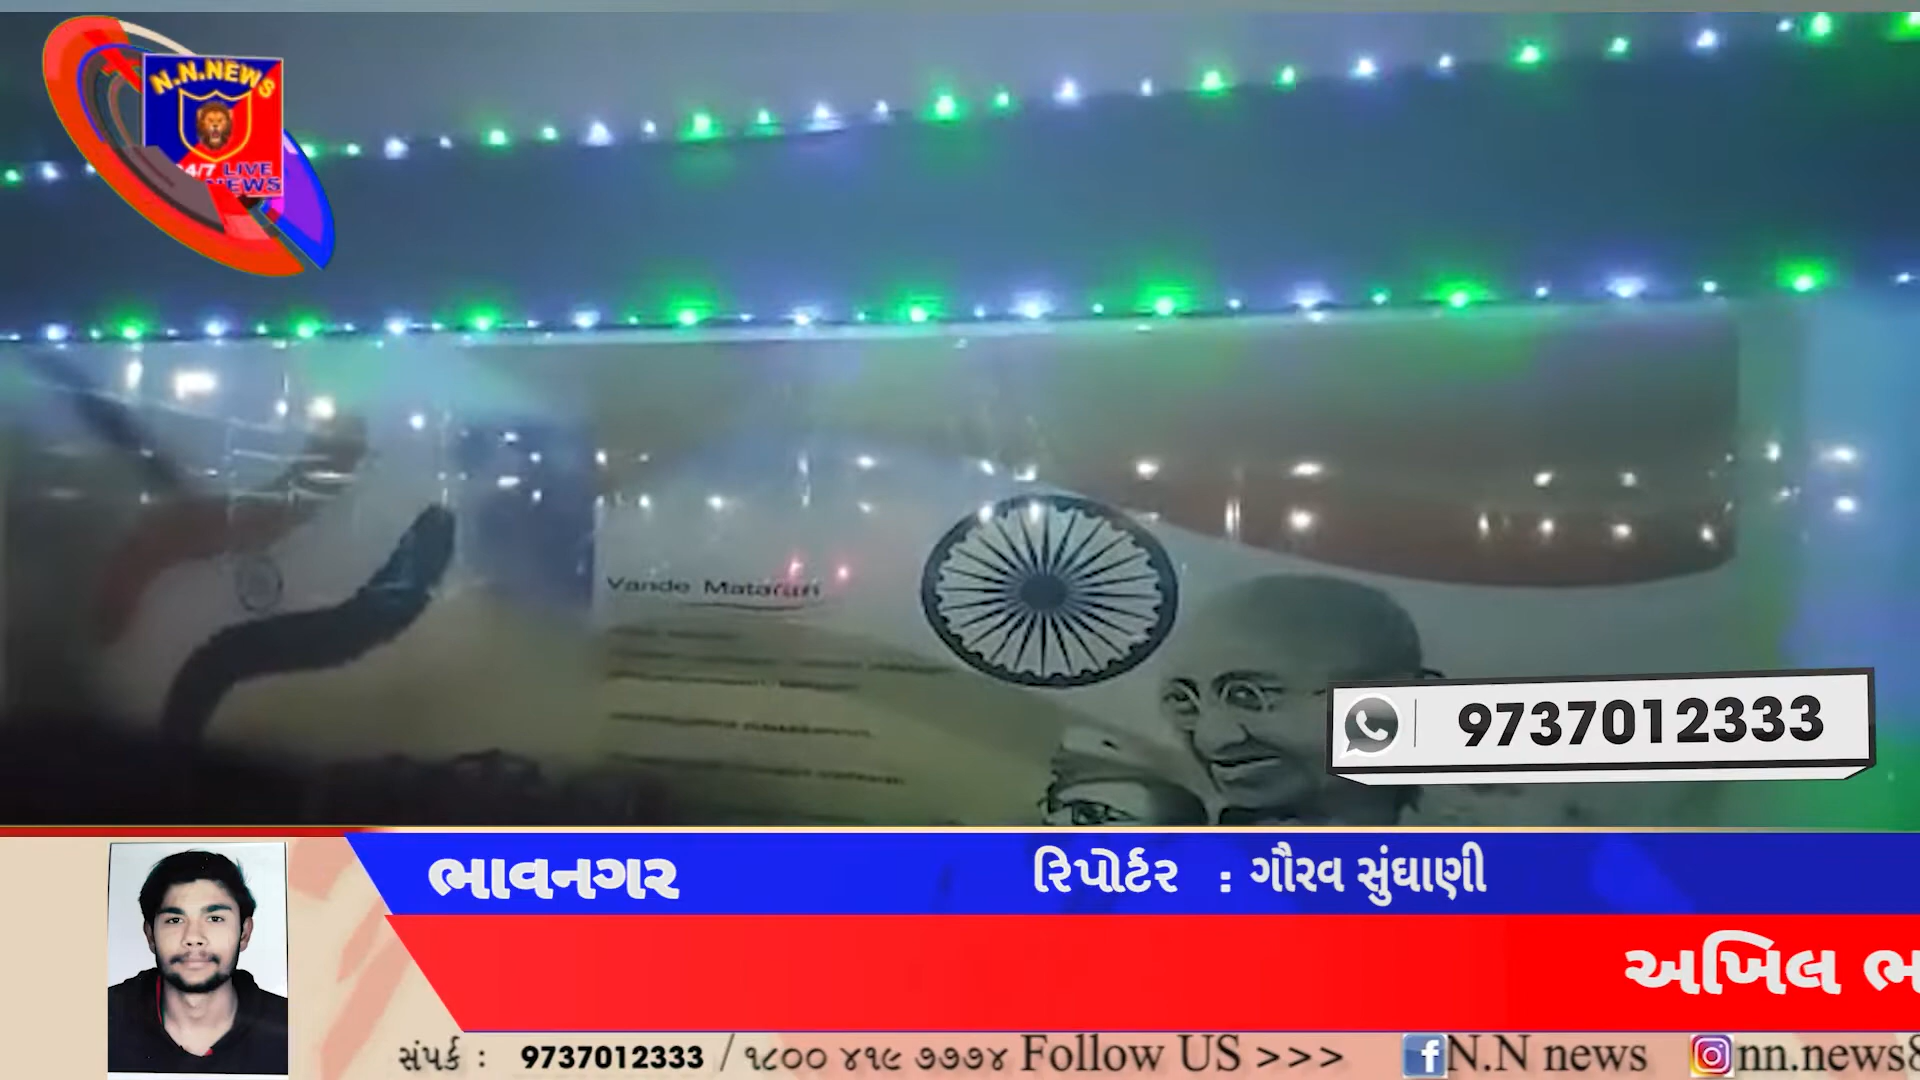 N.N.NEWS
24/7 LIVE
NEWS
Vande Mataram
9737012333
ભાવનગર
રિપોર્ટર : ગૌરવ સુંઘાણી
અખિલ ભા
સંપર્ક : 9737012333 / ૧૮૦૦ ૪૧૯ ૭૭૭૪ Follow US >>> N.N news nn.news8